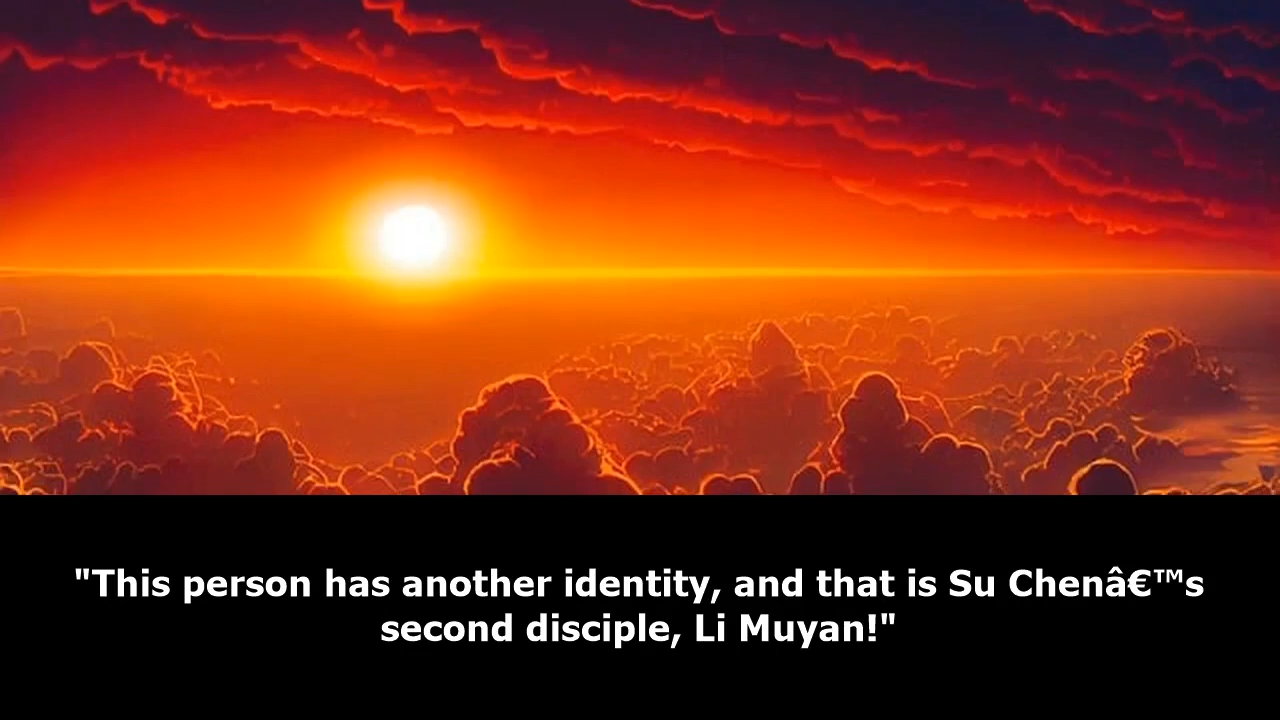 "This person has another identity, and that is Su Chenâ€™s
second disciple, Li Muyan!"